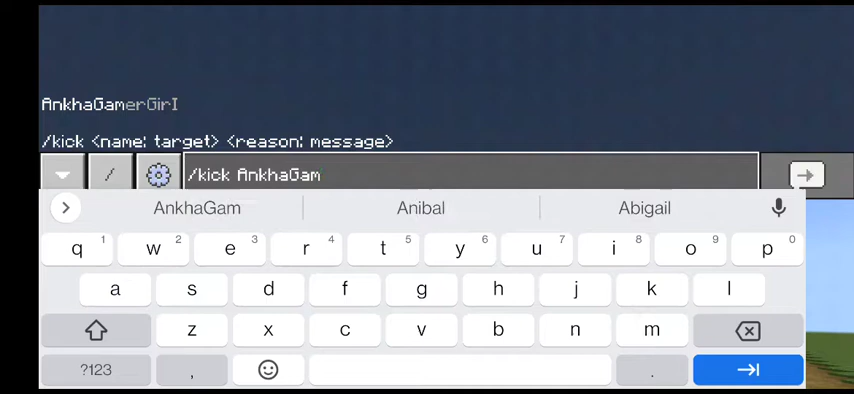 AnkhaGamerGirl
/kick <name: target> <reason: message>
/
/kick AnkhaGam
AnkhaGam Anibal Abigail
q 1 w 2 e 3 r 4 t 5 y 6 u 7 i 8 o 9 p 0
a s d f g h j k l
z x c v b n m
?123 , .